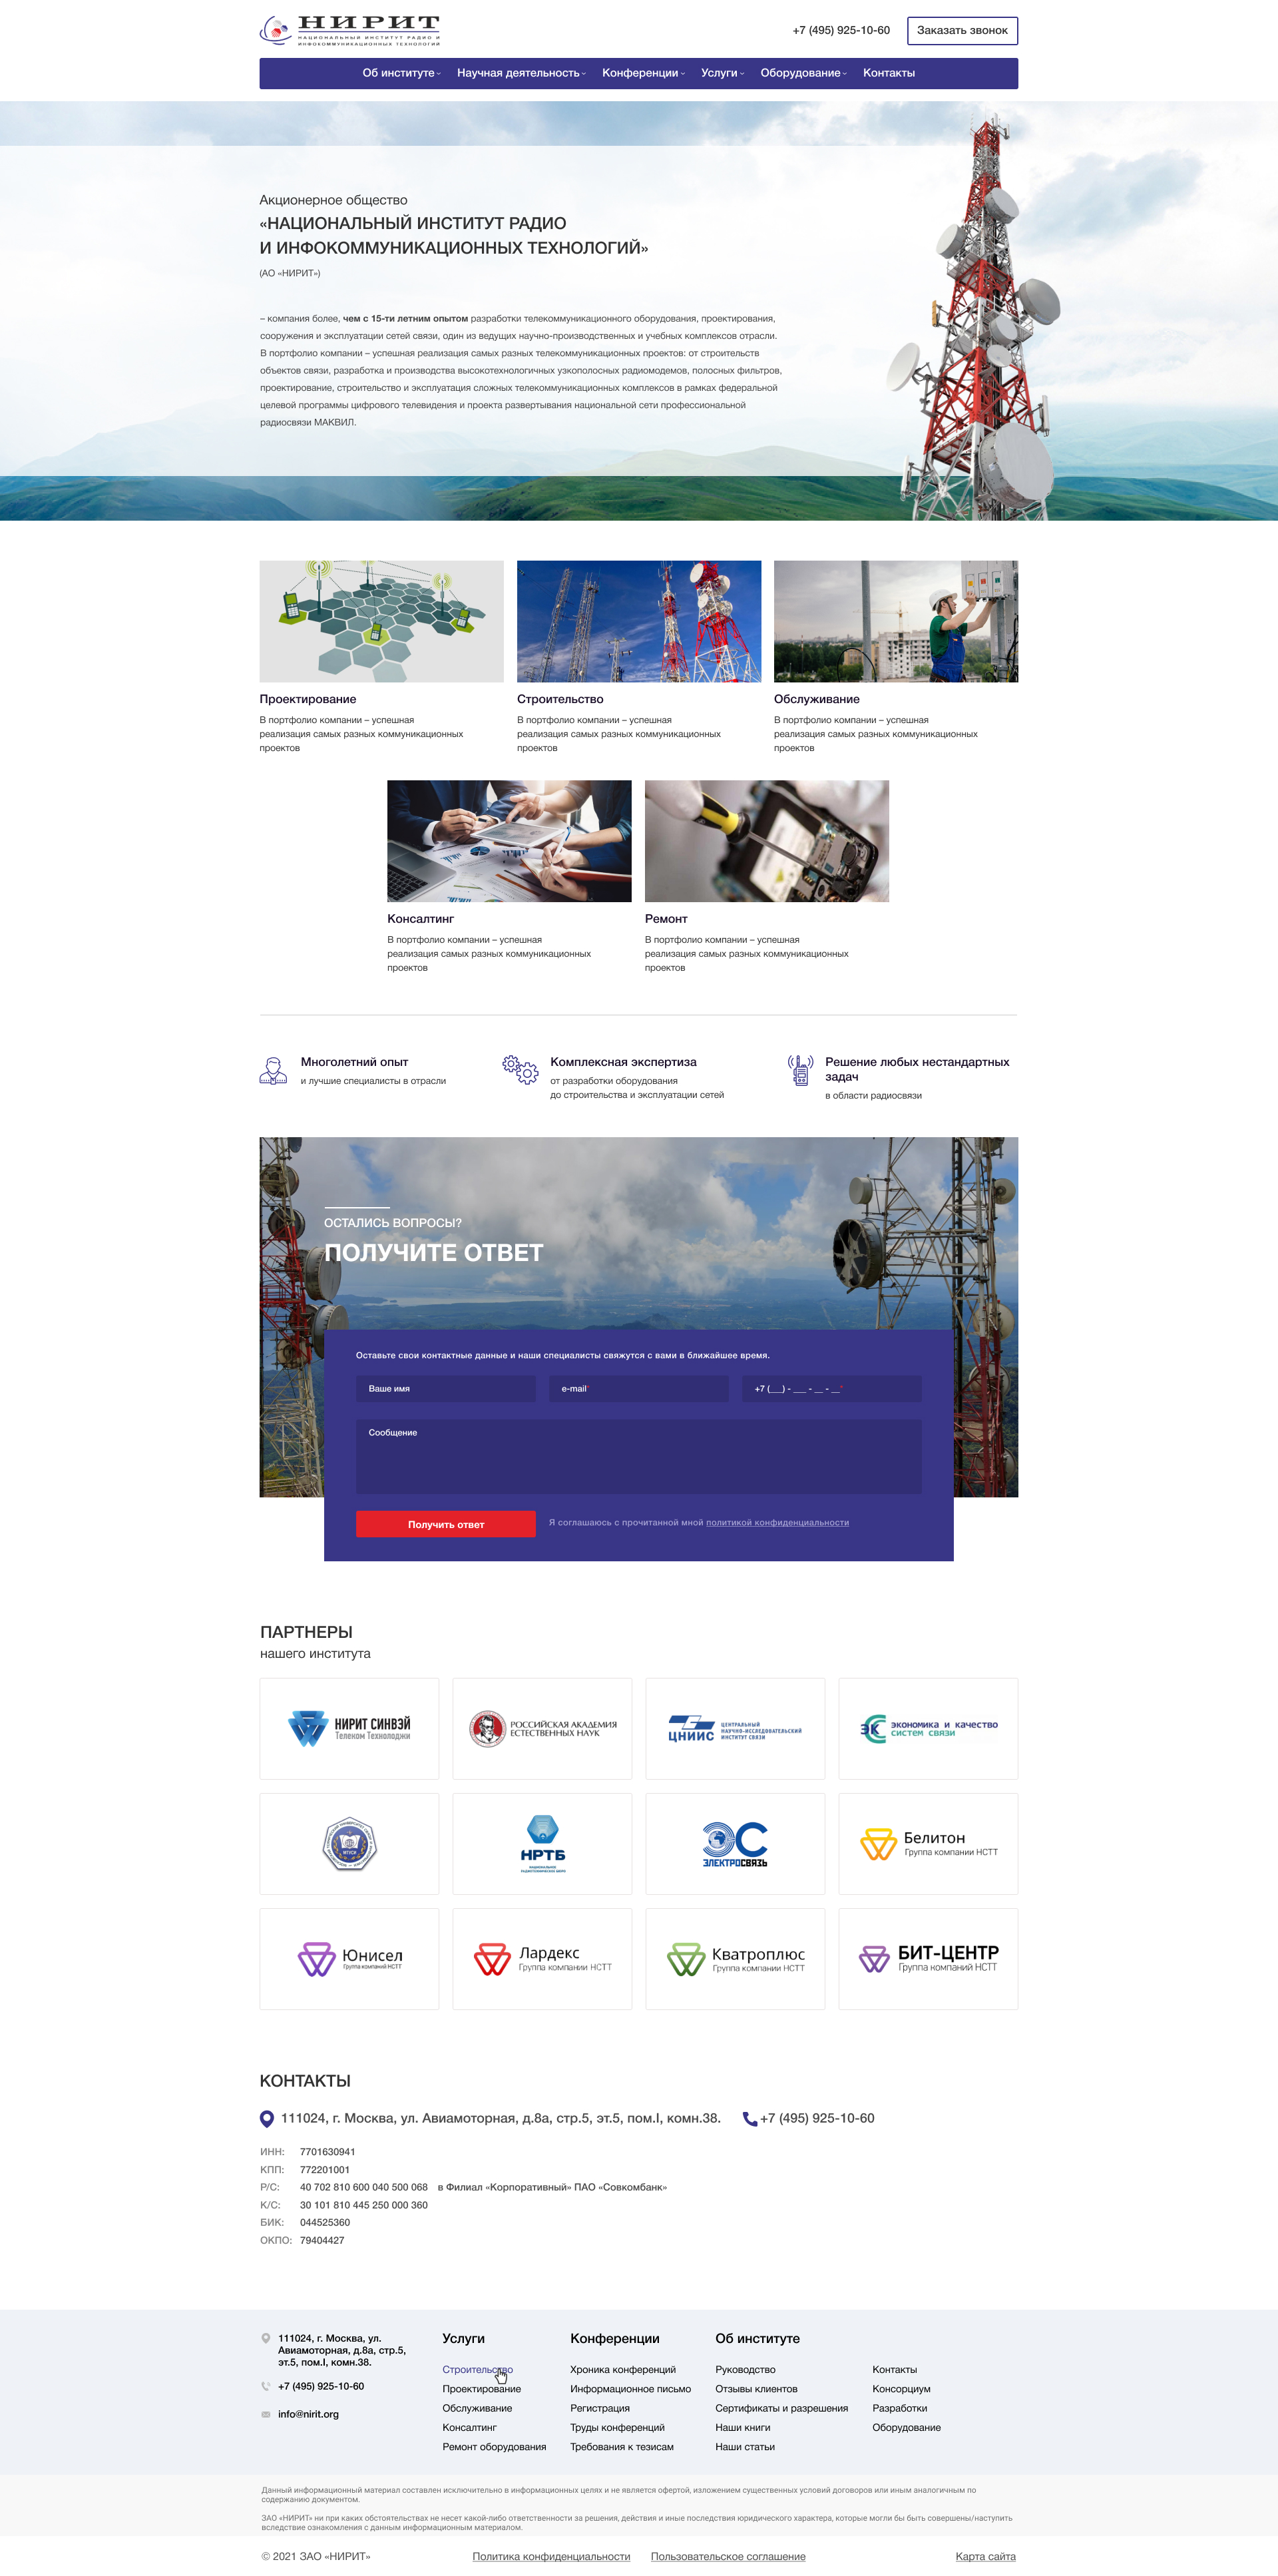 НИРИТ
НАЦИОНАЛЬНЫЙ ИНСТИТУТ РАДИО И
ИНФОКОММУНИКАЦИОННЫХ ТЕХНОЛОГИЙ
+7 (495) 925-10-60
Заказать звонок
Об институте
Научная деятельность
Конференции
Услуги
Оборудование
Контакты
Акционерное общество
«НАЦИОНАЛЬНЫЙ ИНСТИТУТ РАДИО
И ИНФОКОММУНИКАЦИОННЫХ ТЕХНОЛОГИЙ»
(АО «НИРИТ»)
– компания более, чем с 15-ти летним опытом разработки телекоммуникационного оборудования, проектирования,
сооружения и эксплуатации сетей связи, один из ведущих научно-производственных и учебных комплексов отрасли.
В портфолио компании – успешная реализация самых разных телекоммуникационных проектов: от строительств
объектов связи, разработка и производства высокотехнологичных узкополосных радиомодемов, полосных фильтров,
проектирование, строительство и эксплуатация сложных телекоммуникационных комплексов в рамках федеральной
целевой программы цифрового телевидения и проекта развертывания национальной сети профессиональной
радиосвязи МАКВИЛ.
Проектирование
В портфолио компании – успешная
реализация самых разных коммуникационных
проектов
Строительство
В портфолио компании – успешная
реализация самых разных коммуникационных
проектов
Обслуживание
В портфолио компании – успешная
реализация самых разных коммуникационных
проектов
Консалтинг
В портфолио компании – успешная
реализация самых разных коммуникационных
проектов
Ремонт
В портфолио компании – успешная
реализация самых разных коммуникационных
проектов
Многолетний опыт
и лучшие специалисты в отрасли
Комплексная экспертиза
от разработки оборудования
до строительства и эксплуатации сетей
Решение любых нестандартных
задач
в области радиосвязи
ОСТАЛИСЬ ВОПРОСЫ?
ПОЛУЧИТЕ ОТВЕТ
Оставьте свои контактные данные и наши специалисты свяжутся с вами в ближайшее время.
Ваше имя
e-mail*
+7 (___) - ___ - __ - __*
Сообщение
Получить ответ
Я соглашаюсь с прочитанной мной политикой конфиденциальности
ПАРТНЕРЫ
нашего института
НИРИТ СИНВЭЙ
Телеком Технолоджи
РОССИЙСКАЯ АКАДЕМИЯ
ЕСТЕСТВЕННЫХ НАУК
ЦНИИС
ЦЕНТРАЛЬНЫЙ
НАУЧНО-ИССЛЕДОВАТЕЛЬСКИЙ
ИНСТИТУТ СВЯЗИ
ЭК
ЭКОНОМИКА И КАЧЕСТВО
СИСТЕМ СВЯЗИ
МТУСИ
НРТБ
НАЦИОНАЛЬНОЕ
РАДИОТЕХНИЧЕСКОЕ БЮРО
ЭС
ЭЛЕКТРОСВЯЗЬ
Белитон
Группа компании НСТТ
Юнисел
Группа компаний НСТТ
Лардекс
Группа компании НСТТ
Кватроплюс
Группа компании НСТТ
БИТ-ЦЕНТР
Группа компаний НСТТ
КОНТАКТЫ
111024, г. Москва, ул. Авиамоторная, д.8а, стр.5, эт.5, пом.I, комн.38.
+7 (495) 925-10-60
ИНН: 7701630941
КПП: 772201001
Р/С: 40 702 810 600 040 500 068 в Филиал «Корпоративный» ПАО «Совкомбанк»
К/С: 30 101 810 445 250 000 360
БИК: 044525360
ОКПО: 79404427
111024, г. Москва, ул.
Авиамоторная, д.8а, стр.5,
эт.5, пом.I, комн.38.
+7 (495) 925-10-60
info@nirit.org
Услуги
Строительство
Проектирование
Обслуживание
Консалтинг
Ремонт оборудования
Конференции
Хроника конференций
Информационное письмо
Регистрация
Труды конференций
Требования к тезисам
Об институте
Руководство
Отзывы клиентов
Сертификаты и разрешения
Наши книги
Наши статьи
Контакты
Консорциум
Разработки
Оборудование
Данный информационный материал составлен исключительно в информационных целях и не является офертой, изложением существенных условий договоров или иным аналогичным по
содержанию документом.
ЗАО «НИРИТ» ни при каких обстоятельствах не несет какой-либо ответственности за решения, действия и иные последствия юридического характера, которые могли бы быть совершены/наступить
вследствие ознакомления с данным информационным материалом.
© 2021 ЗАО «НИРИТ»
Политика конфиденциальности
Пользовательское соглашение
Карта сайта